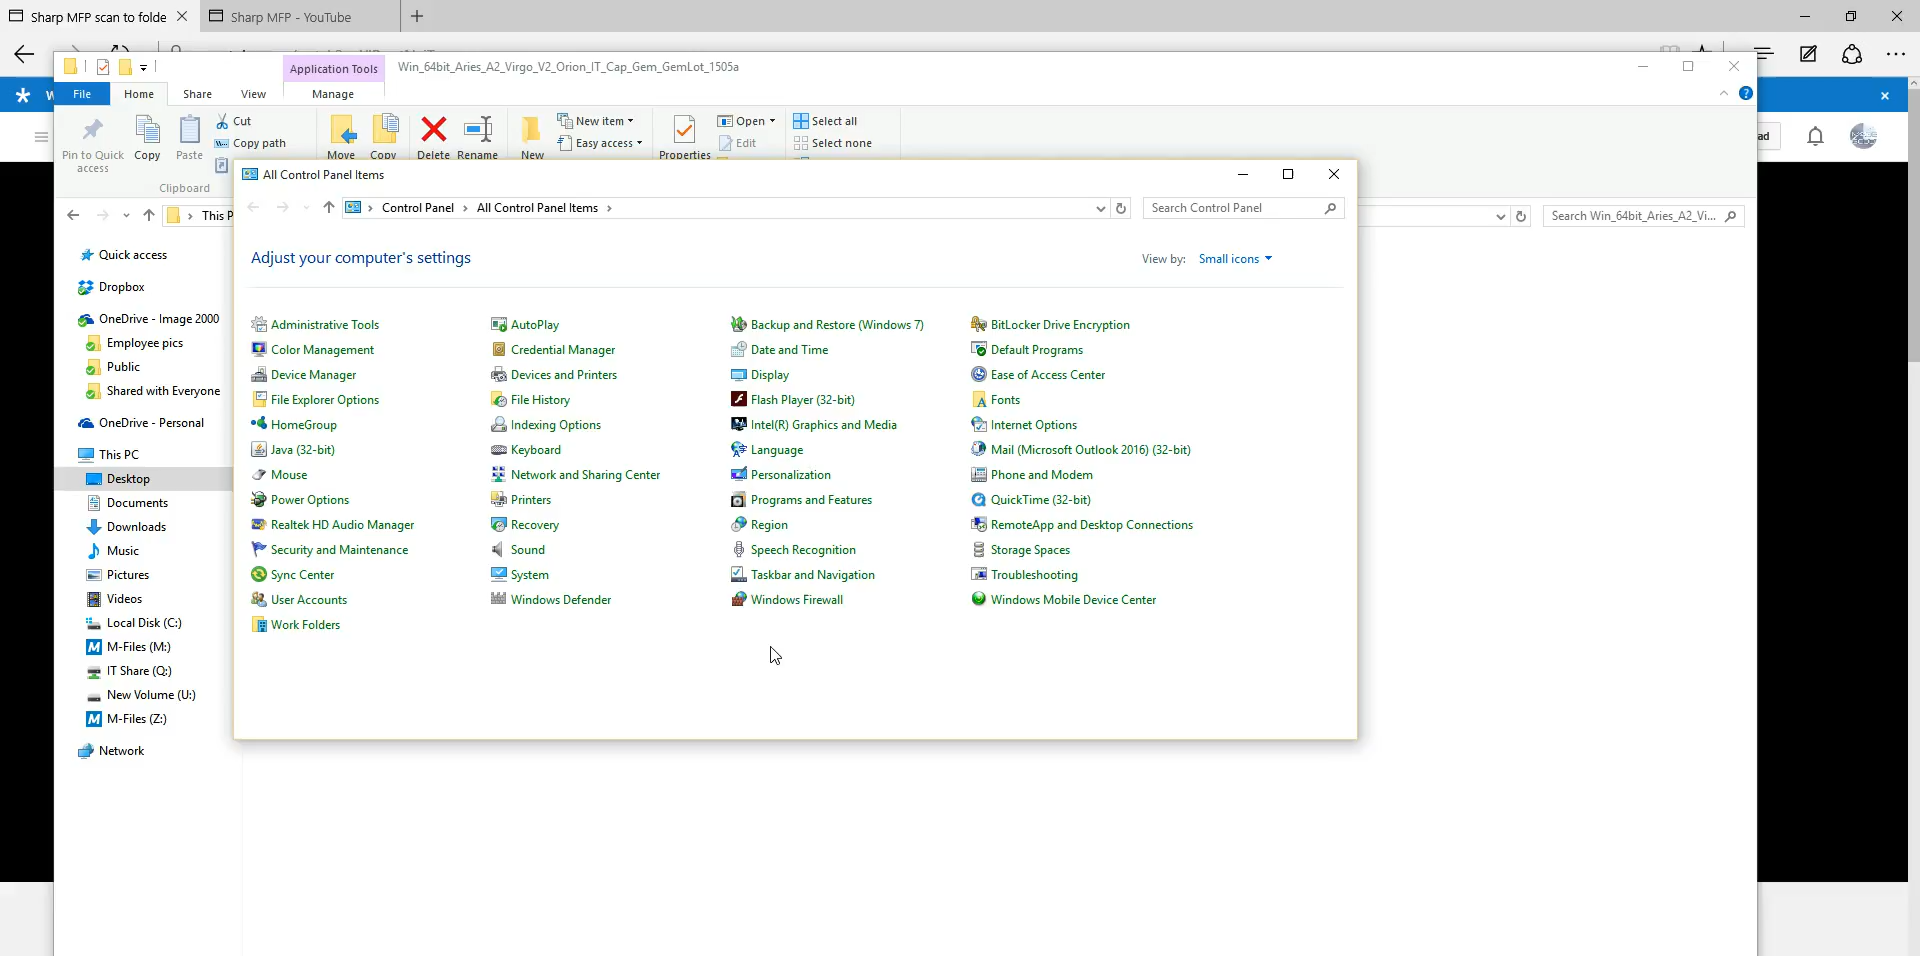 Sharp MFP scan to folde
Sharp MFP - YouTube
Application Tools
Win_64bit_Aries_A2_Virgo_V2_Orion_IT_Cap_Gem_GemLot_1505a
File
Home
Share
View
Manage
Pin to Quick access
Copy
Paste
Cut
Copy path
Clipboard
Move
Copy
Delete
Rename
New
New item
Easy access
Properties
Open
Edit
Select all
Select none
ad
This P
Search Win_64bit_Aries_A2_Vi...
Quick access
Dropbox
OneDrive - Image 2000
Employee pics
Public
Shared with Everyone
OneDrive - Personal
This PC
Desktop
Documents
Downloads
Music
Pictures
Videos
Local Disk (C:)
M-Files (M:)
IT Share (Q:)
New Volume (U:)
M-Files (Z:)
Network
All Control Panel Items
Control Panel > All Control Panel Items >
Search Control Panel
Adjust your computer's settings
View by: Small icons
Administrative Tools
AutoPlay
Backup and Restore (Windows 7)
BitLocker Drive Encryption
Color Management
Credential Manager
Date and Time
Default Programs
Device Manager
Devices and Printers
Display
Ease of Access Center
File Explorer Options
File History
Flash Player (32-bit)
Fonts
HomeGroup
Indexing Options
Intel(R) Graphics and Media
Internet Options
Java (32-bit)
Keyboard
Language
Mail (Microsoft Outlook 2016) (32-bit)
Mouse
Network and Sharing Center
Personalization
Phone and Modem
Power Options
Printers
Programs and Features
QuickTime (32-bit)
Realtek HD Audio Manager
Recovery
Region
RemoteApp and Desktop Connections
Security and Maintenance
Sound
Speech Recognition
Storage Spaces
Sync Center
System
Taskbar and Navigation
Troubleshooting
User Accounts
Windows Defender
Windows Firewall
Windows Mobile Device Center
Work Folders